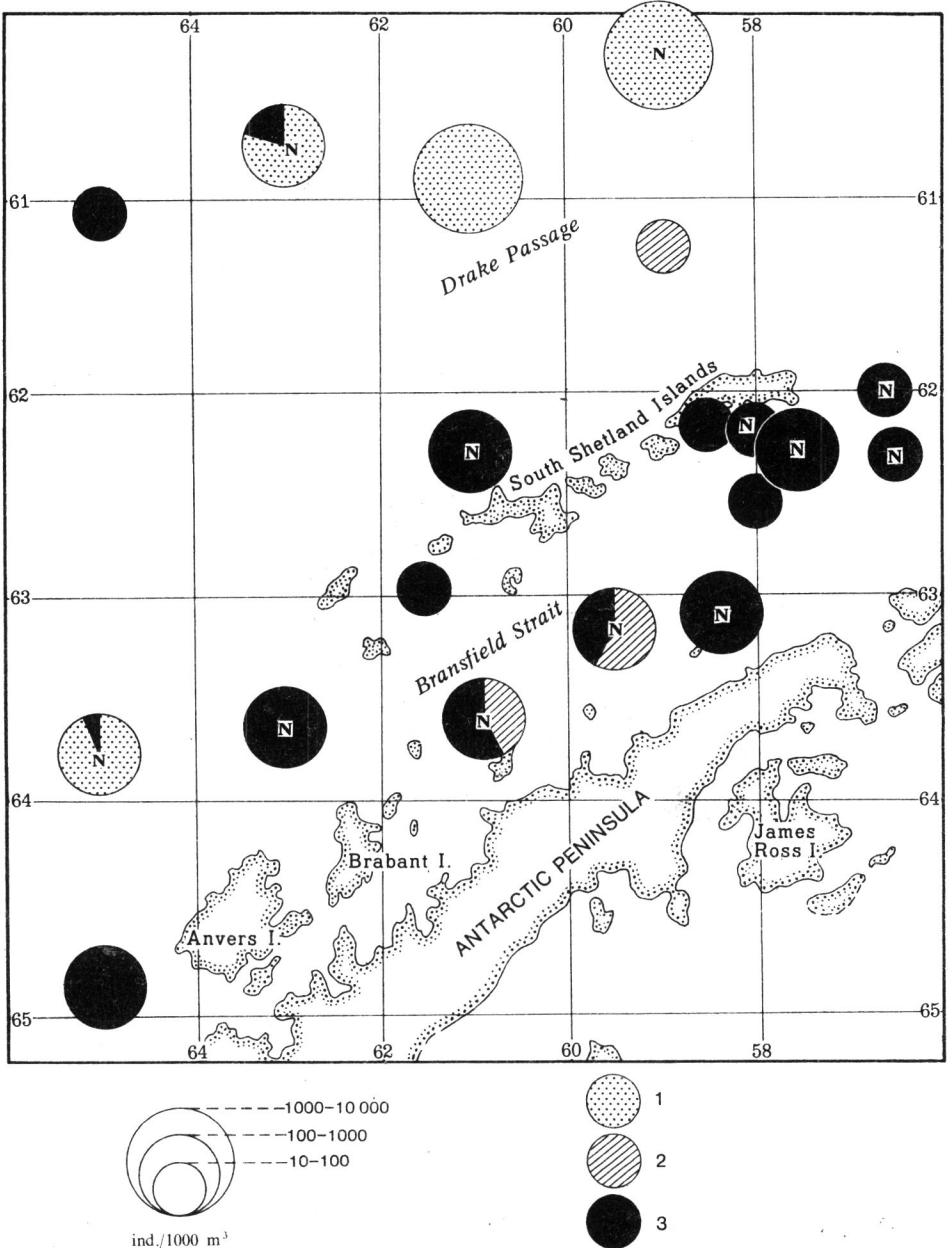 64 62 60 58
N
N
61 61
Drake Passage
62 62
N
N
N
N
N
South Shetland Islands
63 63
N
N
Bransfield Strait
N
N
N
64 64
James
Ross I.
Brabant I.
ANTARCTIC PENINSULA
Anvers I.
65 65
64 62 60 58
1000–10 000
100–1000
10–100
ind./1000 m³
1
2
3